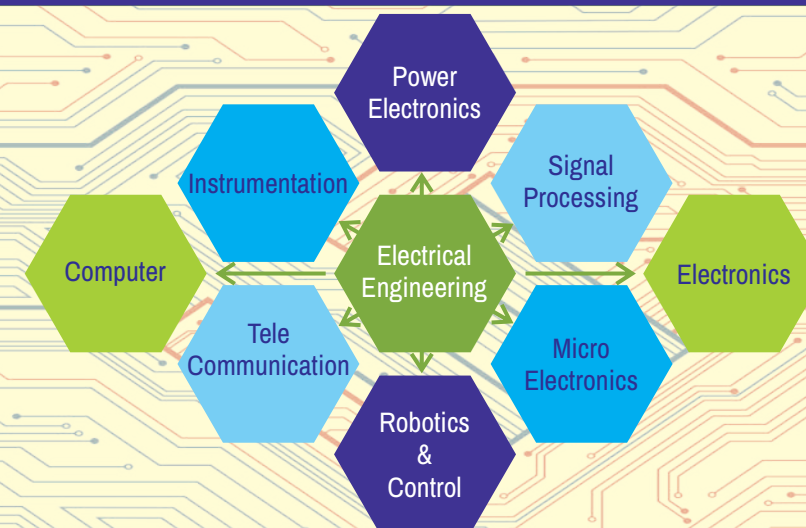 Power
Electronics
Instrumentation
Signal
Processing
Computer
Electrical
Engineering
Electronics
Tele
Communication
Micro
Electronics
Robotics
&
Control